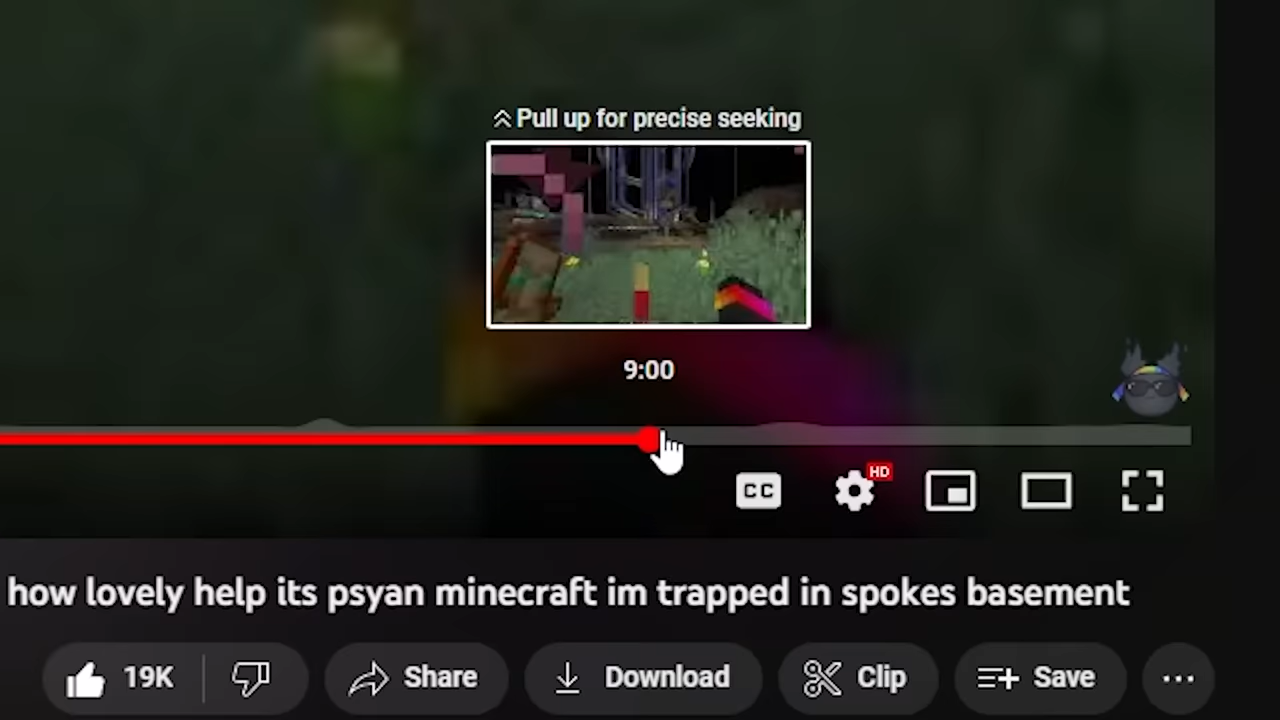 Pull up for precise seeking
9:00
CC
HD
how lovely help its psyan minecraft im trapped in spokes basement
19K
Share
Download
Clip
Save